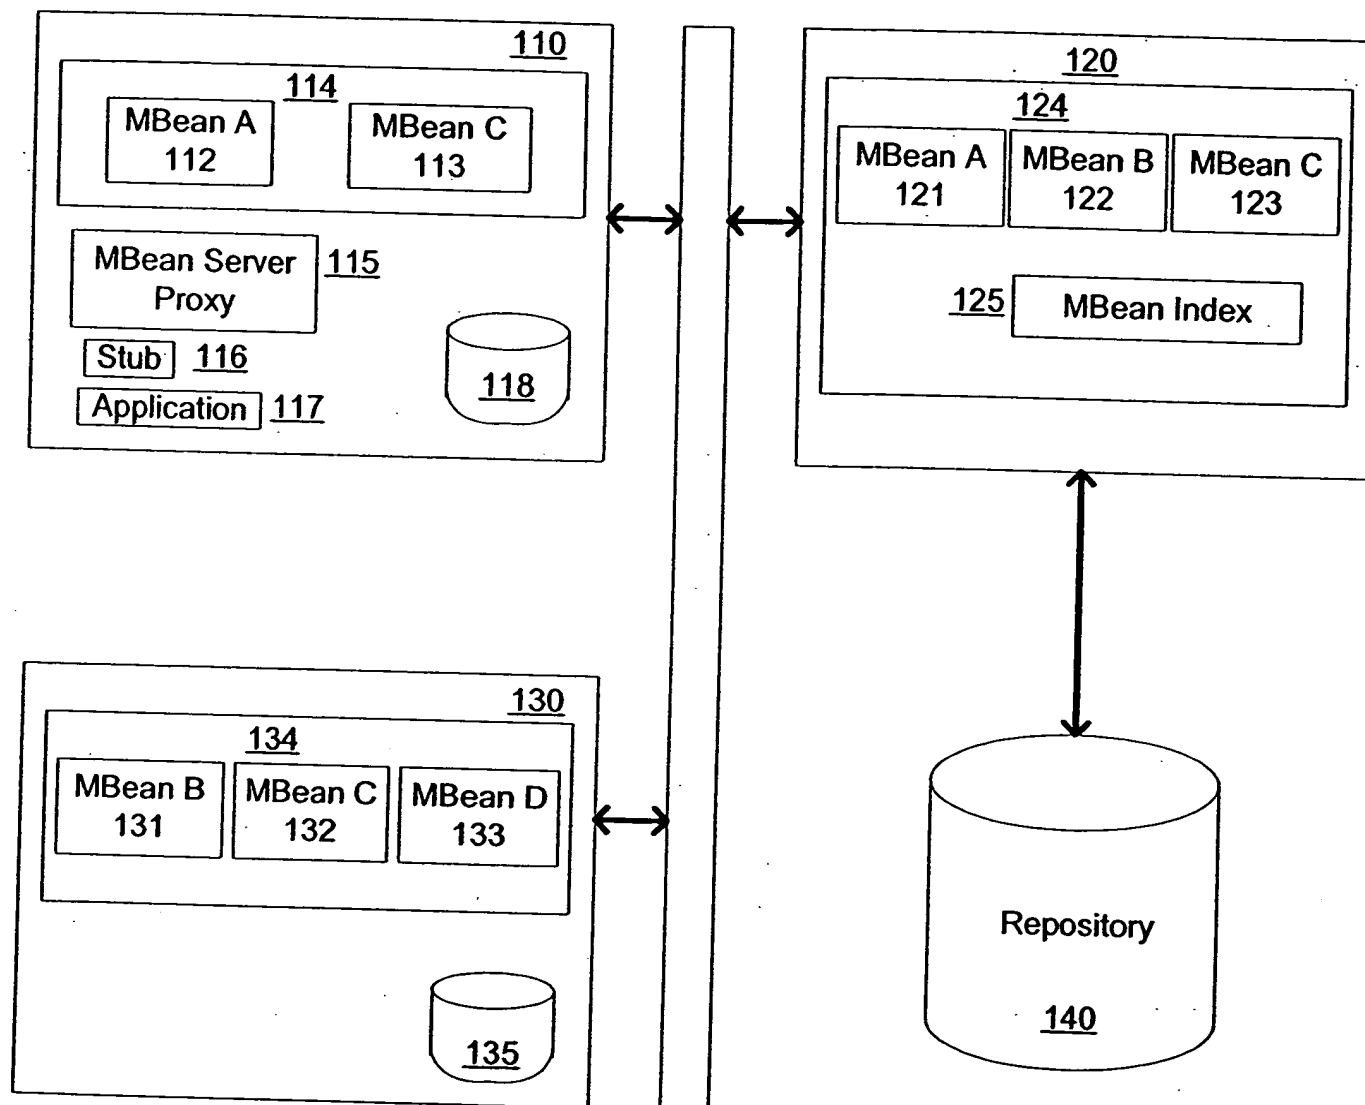 110
114
MBean A
112
MBean C
113
MBean Server
Proxy
115
Stub
116
Application
117
118
120
124
MBean A
121
MBean B
122
MBean C
123
125
MBean Index
130
134
MBean B
131
MBean C
132
MBean D
133
135
Repository
140